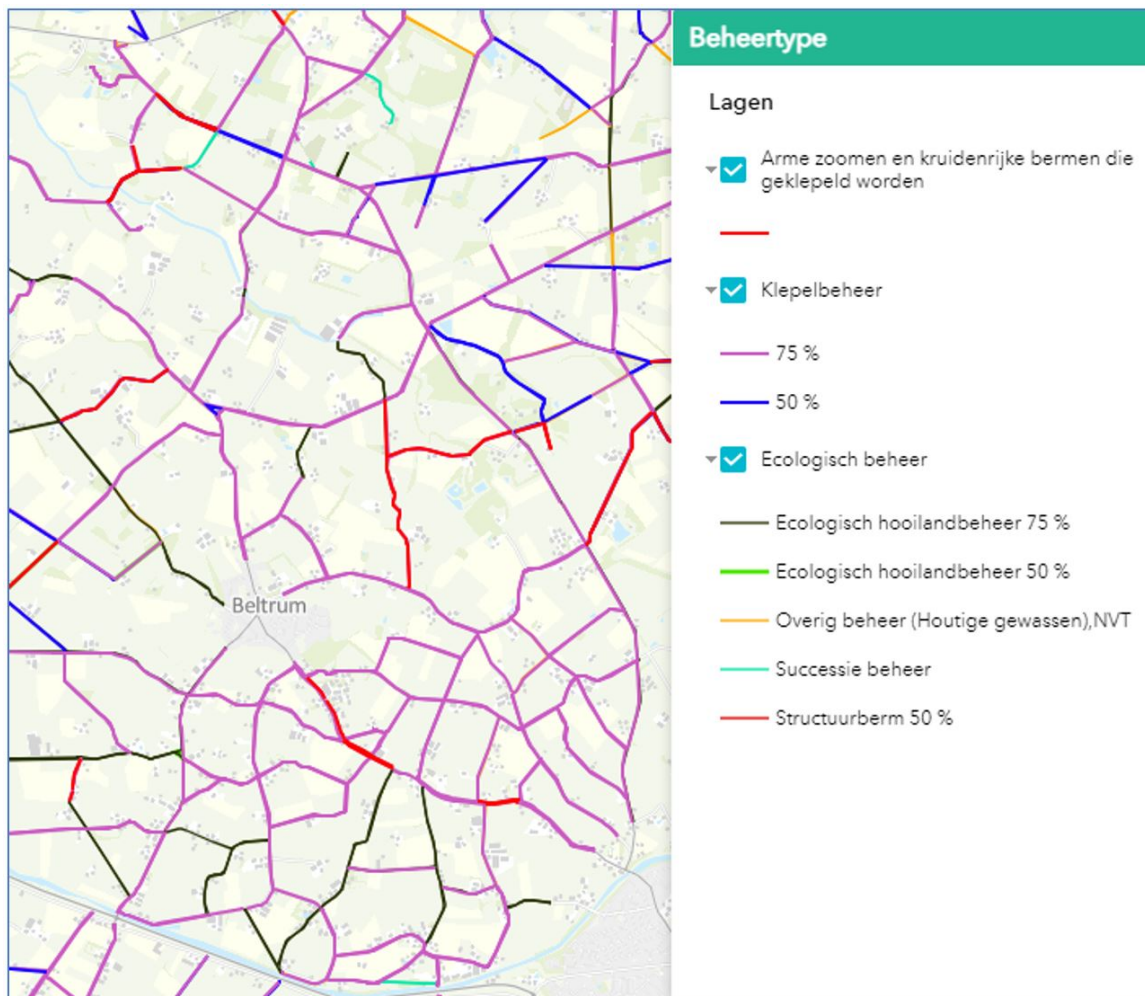 Beheertype
Lagen
Arme zoomen en kruidenrijke bermen die
geklepeld worden
Klepelbeheer
75 %
50 %
Ecologisch beheer
Ecologisch hooilandbeheer 75 %
Ecologisch hooilandbeheer 50 %
Overig beheer (Houtige gewassen),NVT
Successie beheer
Structuurberm 50 %
Beltrum